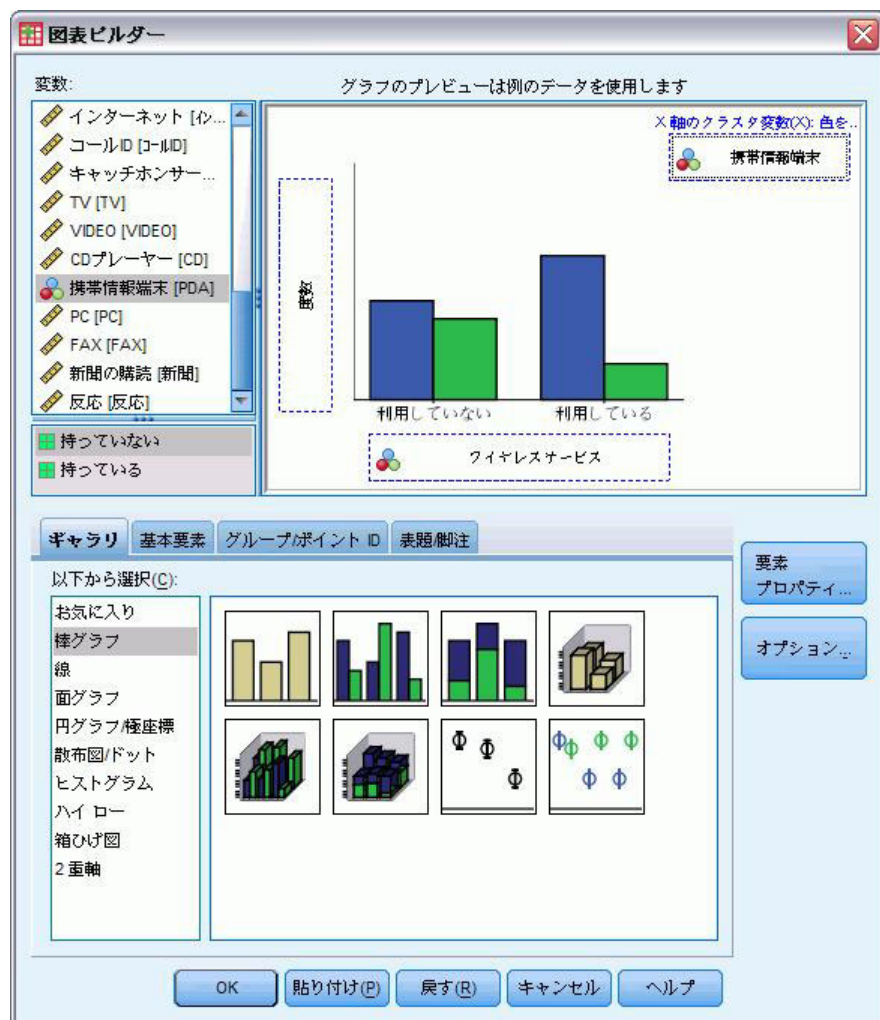 図表ビルダー
変数:
グラフのプレビューは例のデータを使用します
インターネット [イン...
コールID [コールID]
キャッチホンサー...
TV [TV]
VIDEO [VIDEO]
CDプレーヤー [CD]
携帯情報端末 [PDA]
PC [PC]
FAX [FAX]
新聞の購読 [新聞]
反応 [反応]
持っていない
持っている
X 軸のクラスタ変数(X): 色を..
携帯情報端末
度数
利用していない
利用している
ワイヤレスサービス
ギャラリ
基本要素
グループ/ポイント ID
表題/脚注
以下から選択(C):
お気に入り
棒グラフ
線
面グラフ
円グラフ/極座標
散布図/ドット
ヒストグラム
ハイ ロー
箱ひげ図
2 重軸
要素
プロパティ...
オプション...
OK
貼り付け(P)
戻す(R)
キャンセル
ヘルプ